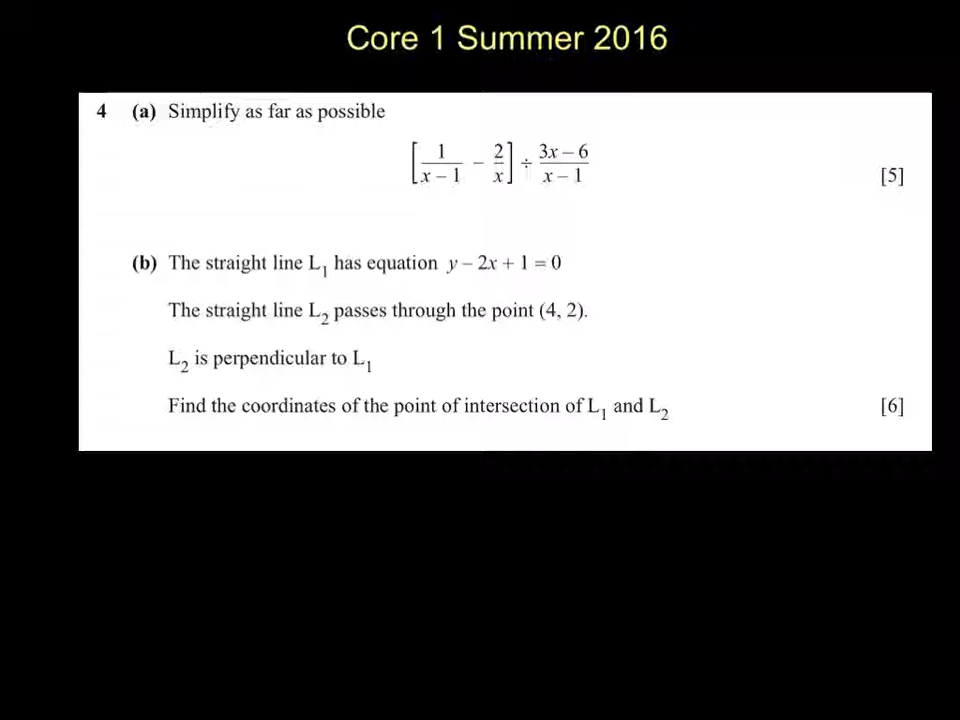 Core 1 Summer 2016
4 (a) Simplify as far as possible
[1/(x − 1) − 2/x] ÷ (3x − 6)/(x − 1) [5]
(b) The straight line L₁ has equation y − 2x + 1 = 0
The straight line L₂ passes through the point (4, 2).
L₂ is perpendicular to L₁
Find the coordinates of the point of intersection of L₁ and L₂ [6]